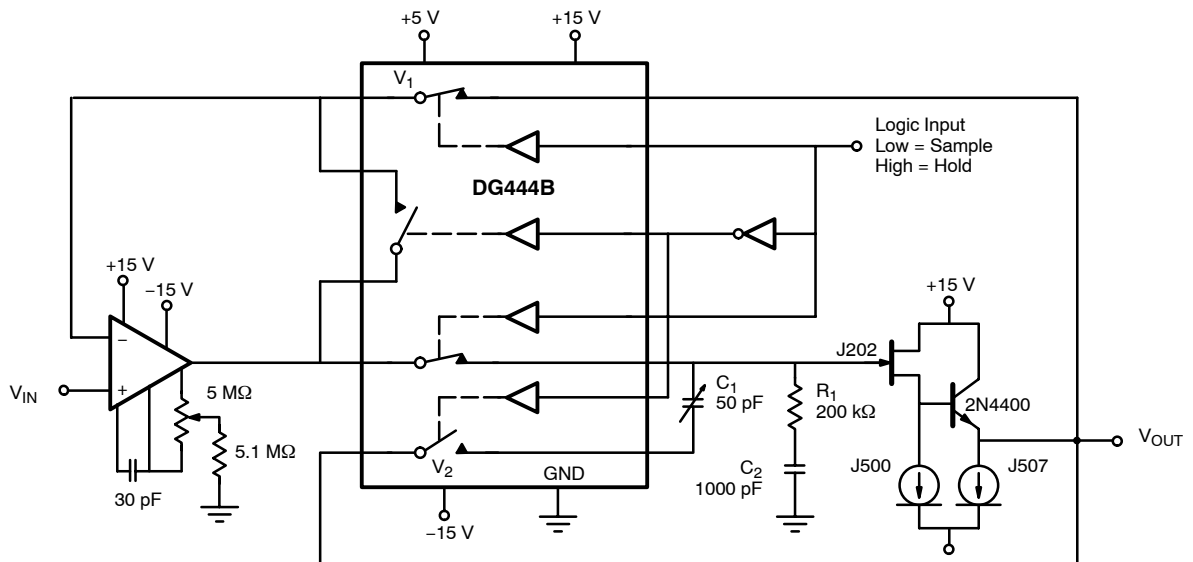 +5 V
+15 V
V1
Logic Input
Low = Sample
High = Hold
DG444B
+15 V
−15 V
+15 V
−
+
VIN
5 MΩ
5.1 MΩ
30 pF
J202
C1
50 pF
R1
200 kΩ
2N4400
VOUT
V2
GND
C2
1000 pF
J500
J507
−15 V